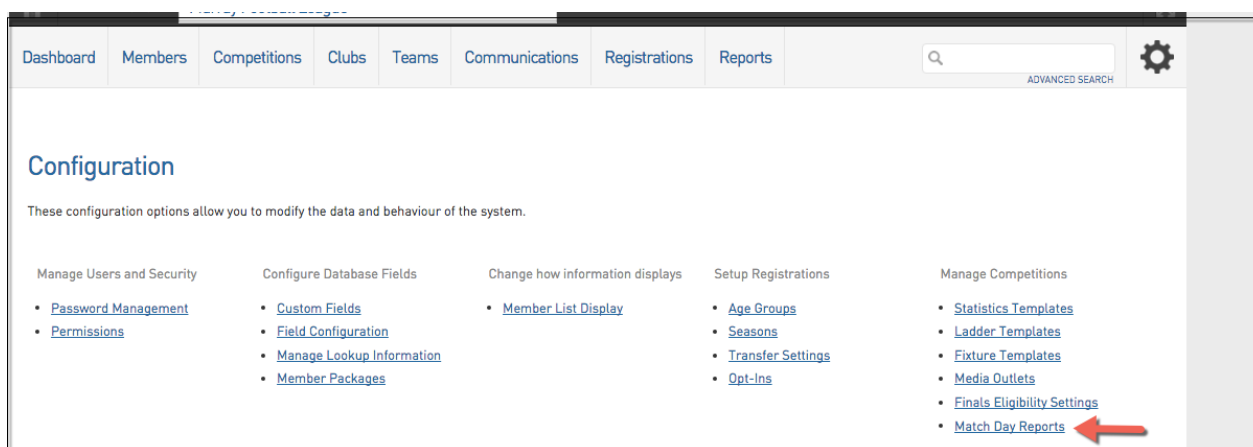 Dashboard Members Competitions Clubs Teams Communications Registrations Reports
ADVANCED SEARCH
Configuration
These configuration options allow you to modify the data and behaviour of the system.
Manage Users and Security
• Password Management
• Permissions
Configure Database Fields
• Custom Fields
• Field Configuration
• Manage Lookup Information
• Member Packages
Change how information displays
• Member List Display
Setup Registrations
• Age Groups
• Seasons
• Transfer Settings
• Opt-Ins
Manage Competitions
• Statistics Templates
• Ladder Templates
• Fixture Templates
• Media Outlets
• Finals Eligibility Settings
• Match Day Reports